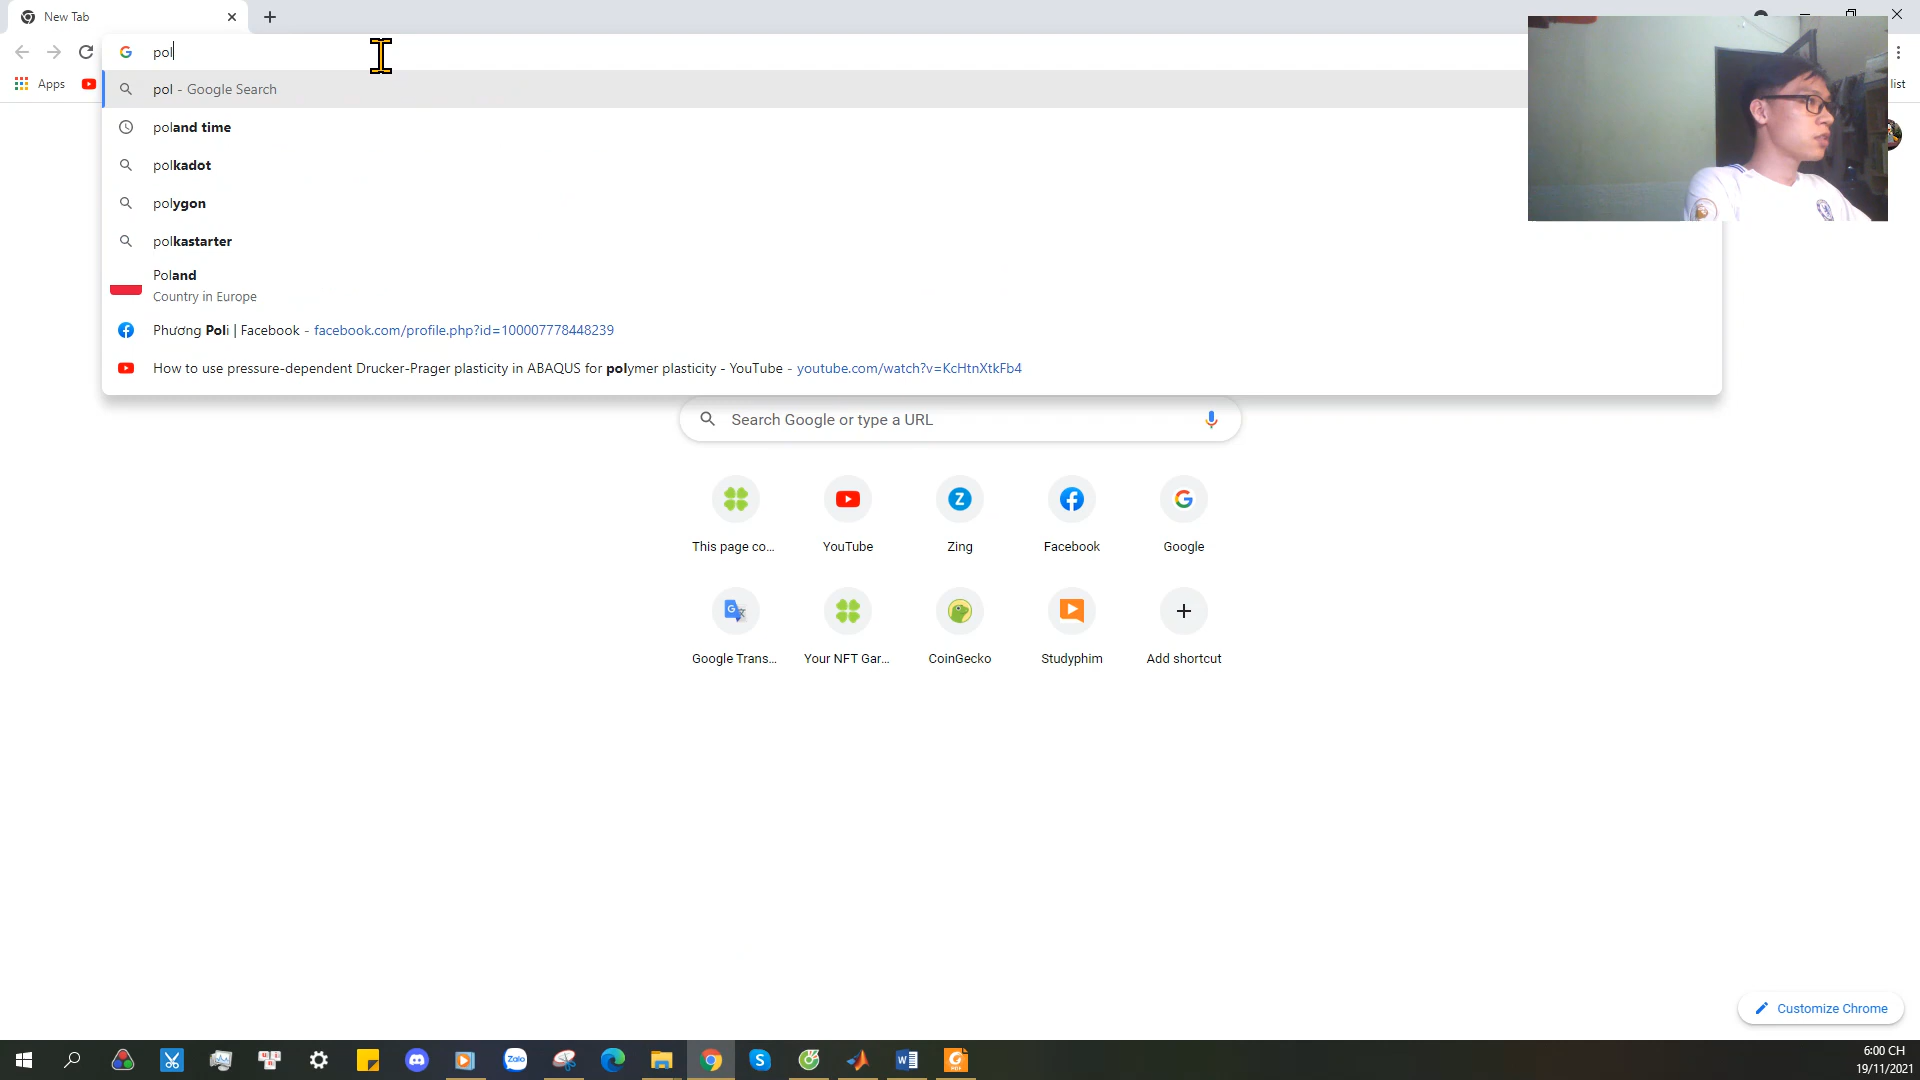 New Tab
pol
Apps
list
pol - Google Search
poland time
polkadot
polygon
polkastarter
Poland
Country in Europe
Phương Poli | Facebook - facebook.com/profile.php?id=100007778448239
How to use pressure-dependent Drucker-Prager plasticity in ABAQUS for polymer plasticity - YouTube - youtube.com/watch?v=KcHtnXtkFb4
Search Google or type a URL
This page co...
YouTube
Zing
Facebook
Google
Google Trans...
Your NFT Gar...
CoinGecko
Studyphim
Add shortcut
Customize Chrome
Zalo
6:00 CH
19/11/2021